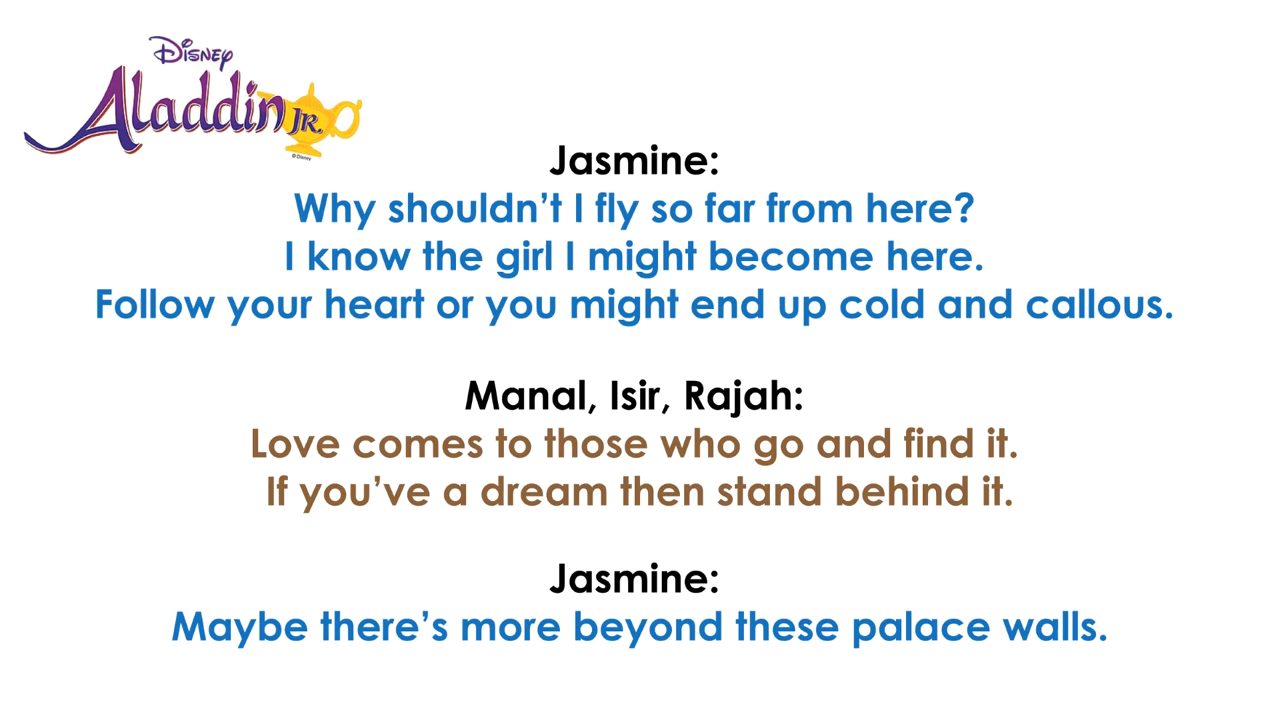 Disney
Aladdin JR.
© Disney
Jasmine:
Why shouldn’t I fly so far from here?
I know the girl I might become here.
Follow your heart or you might end up cold and callous.
Manal, Isir, Rajah:
Love comes to those who go and find it.
If you’ve a dream then stand behind it.
Jasmine:
Maybe there’s more beyond these palace walls.